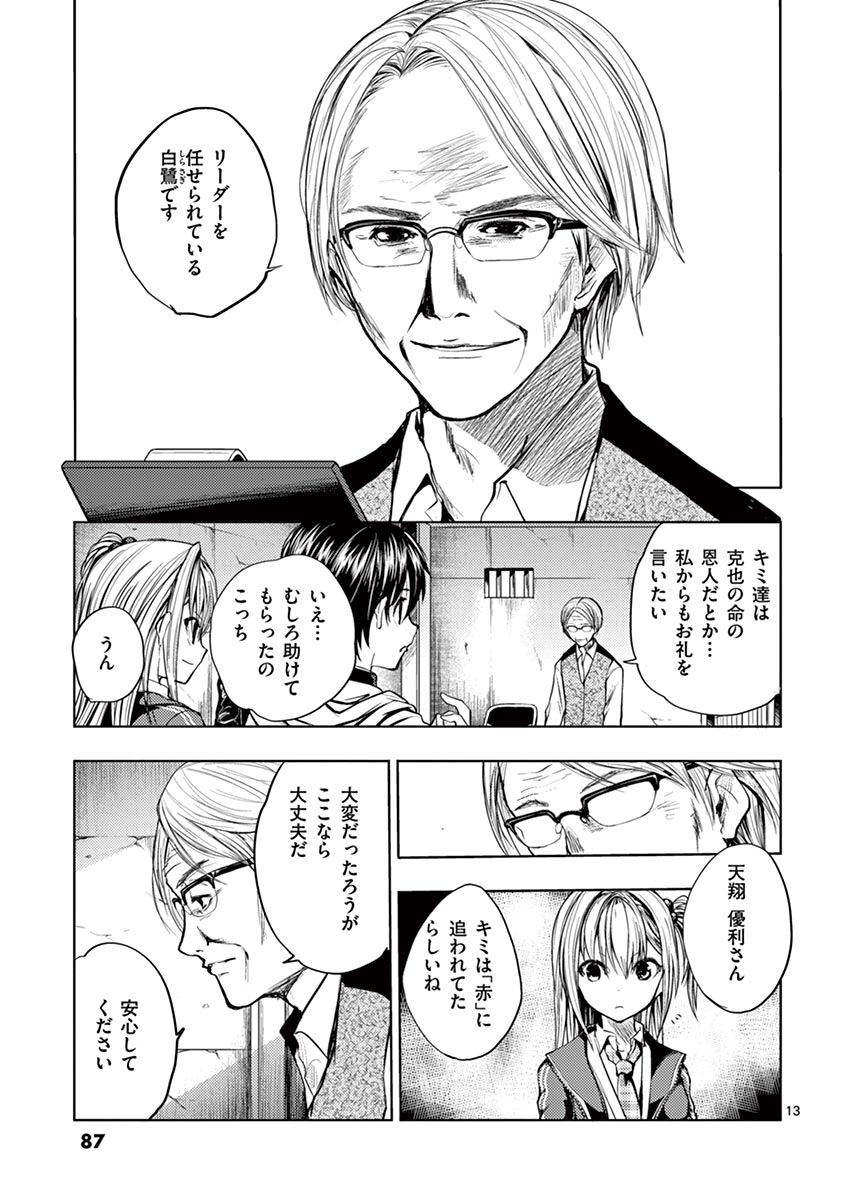 リーダーを
任せられている
白鷺です
しらさぎ
キミ達は
克也の命の
恩人だとか…
私からもお礼を
言いたい
いえ…
むしろ助けて
もらったの
こっち
うん
天翔 優利さん
キミは「赤」に
追われてた
らしいね
大変だったろうが
ここなら
大丈夫だ
安心して
ください
13
87